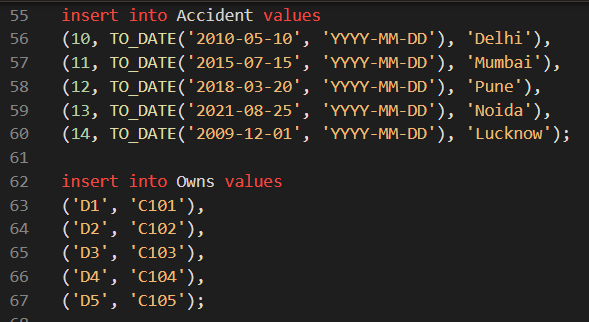 55 insert into Accident values
56 (10, TO_DATE('2010-05-10', 'YYYY-MM-DD'), 'Delhi'),
57 (11, TO_DATE('2015-07-15', 'YYYY-MM-DD'), 'Mumbai'),
58 (12, TO_DATE('2018-03-20', 'YYYY-MM-DD'), 'Pune'),
59 (13, TO_DATE('2021-08-25', 'YYYY-MM-DD'), 'Noida'),
60 (14, TO_DATE('2009-12-01', 'YYYY-MM-DD'), 'Lucknow');
61
62 insert into Owns values
63 ('D1', 'C101'),
64 ('D2', 'C102'),
65 ('D3', 'C103'),
66 ('D4', 'C104'),
67 ('D5', 'C105');